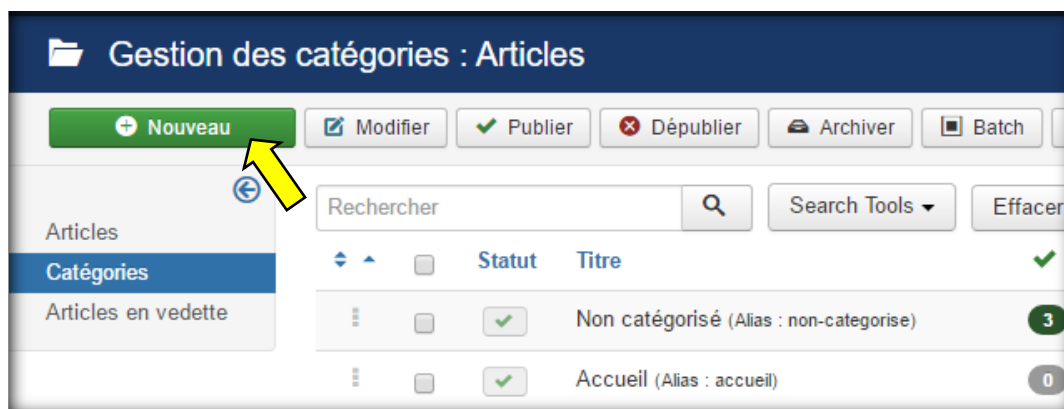 Gestion des catégories : Articles
Nouveau Modifier Publier Dépublier Archiver Batch
Rechercher Search Tools Effacer
Articles
Catégories
Articles en vedette
Statut Titre
Non catégorisé (Alias : non-categorise) 3
Accueil (Alias : accueil) 0